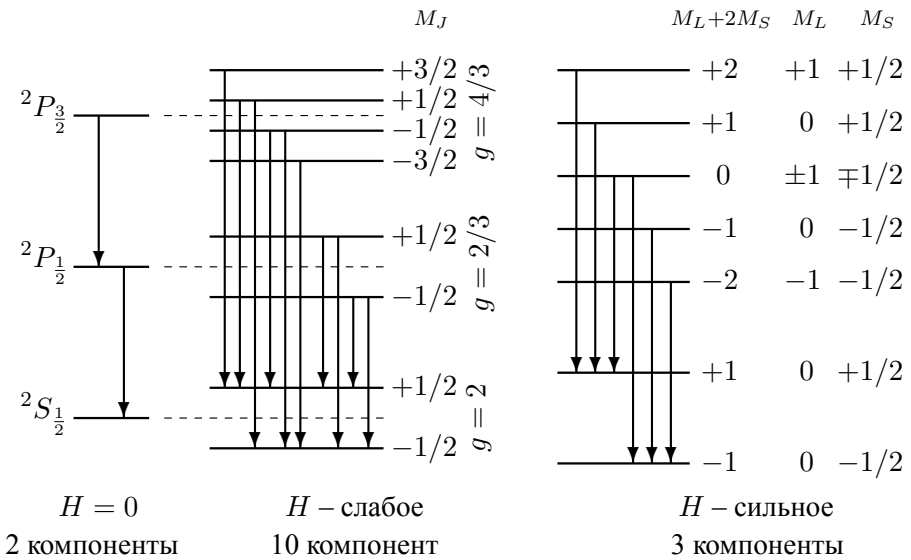 M_J M_L+2M_S M_L M_S
+3/2 +2 +1 +1/2
+1/2
²P_{3/2} g = 4/3
−1/2 +1 0 +1/2
−3/2 0 ±1 ∓1/2
+1/2 −1 0 −1/2
²P_{1/2} g = 2/3
−1/2 −2 −1 −1/2
+1/2 +1 0 +1/2
²S_{1/2} g = 2
−1/2 −1 0 −1/2
H = 0 H – слабое H – сильное
2 компоненты 10 компонент 3 компоненты